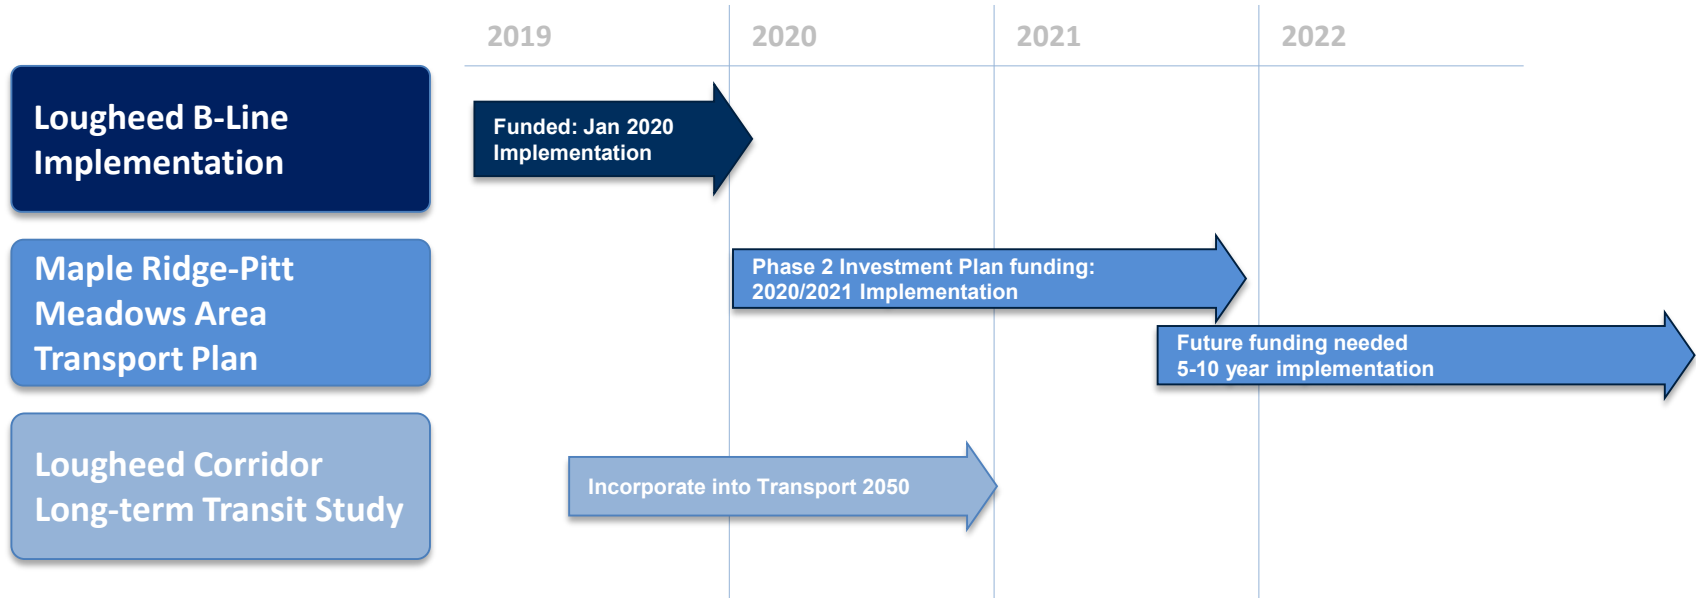 2019 2020 2021 2022
Lougheed B-Line
Implementation
Funded: Jan 2020
Implementation
Maple Ridge-Pitt
Meadows Area
Transport Plan
Phase 2 Investment Plan funding:
2020/2021 Implementation
Future funding needed
5-10 year implementation
Lougheed Corridor
Long-term Transit Study
Incorporate into Transport 2050